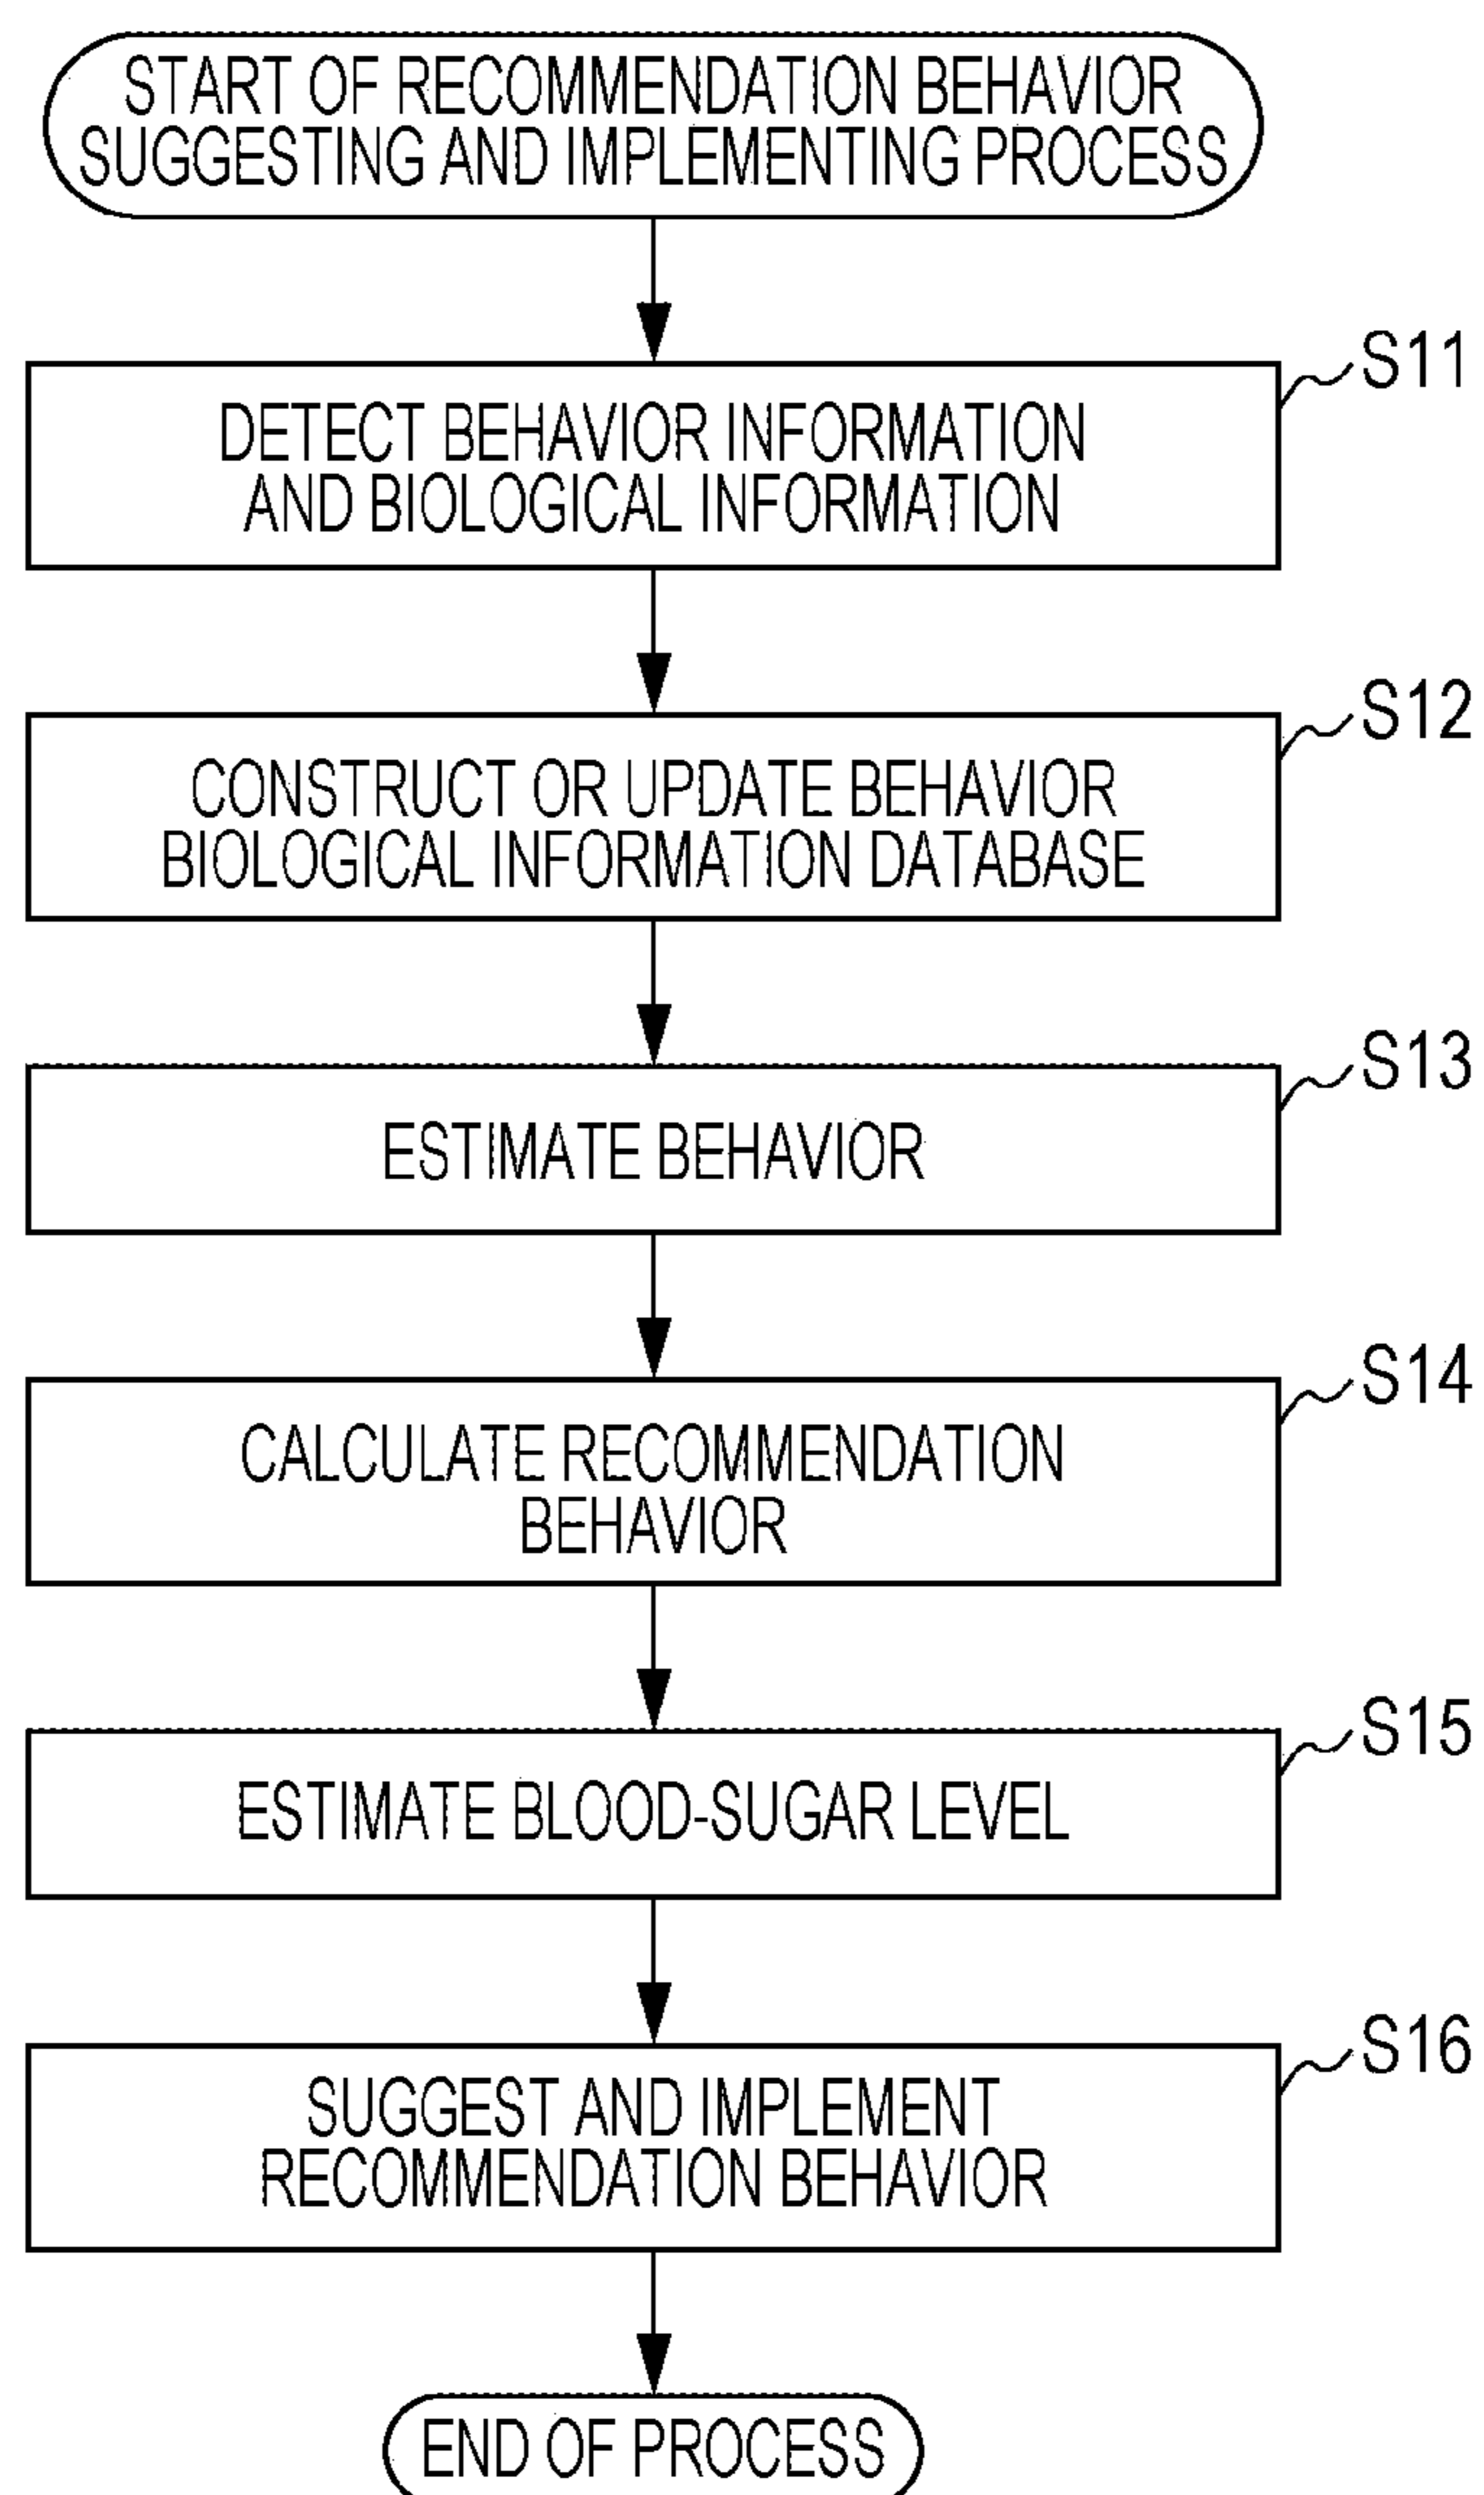 START OF RECOMMENDATION BEHAVIOR
SUGGESTING AND IMPLEMENTING PROCESS
S11
DETECT BEHAVIOR INFORMATION
AND BIOLOGICAL INFORMATION
S12
CONSTRUCT OR UPDATE BEHAVIOR
BIOLOGICAL INFORMATION DATABASE
S13
ESTIMATE BEHAVIOR
S14
CALCULATE RECOMMENDATION
BEHAVIOR
S15
ESTIMATE BLOOD-SUGAR LEVEL
S16
SUGGEST AND IMPLEMENT
RECOMMENDATION BEHAVIOR
END OF PROCESS